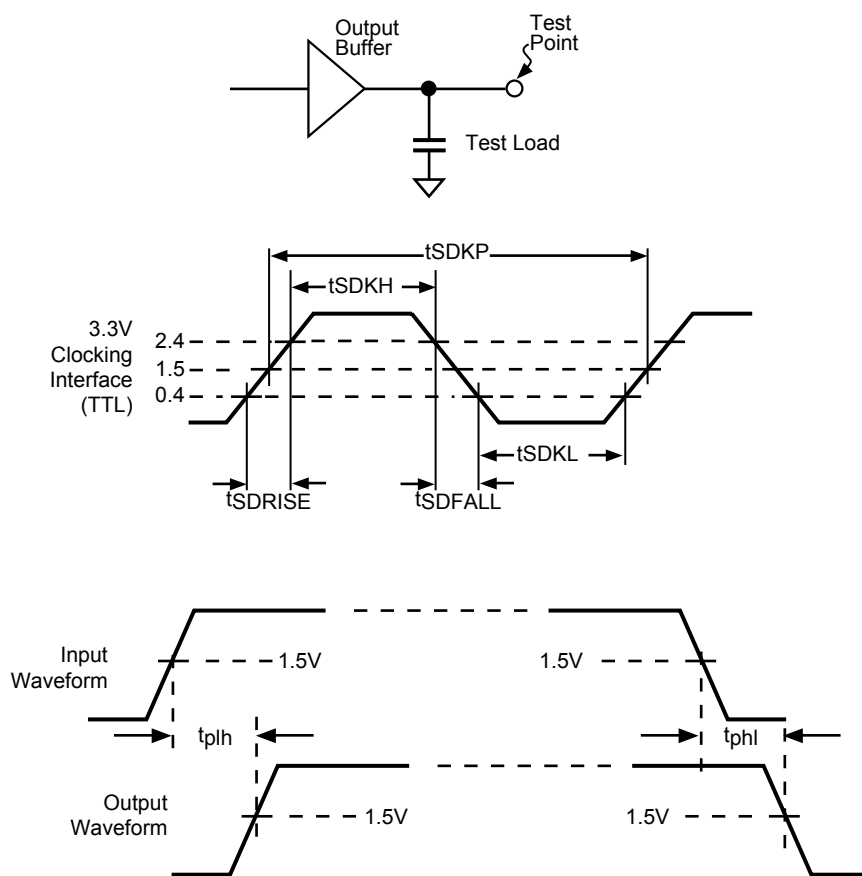 Output
Buffer
Test
Point
Test Load
tSDKP
tSDKH
3.3V
Clocking
Interface
(TTL)
2.4
1.5
0.4
tSDKL
tSDRISE
tSDFALL
Input
Waveform
1.5V
1.5V
tplh
tphl
Output
Waveform
1.5V
1.5V